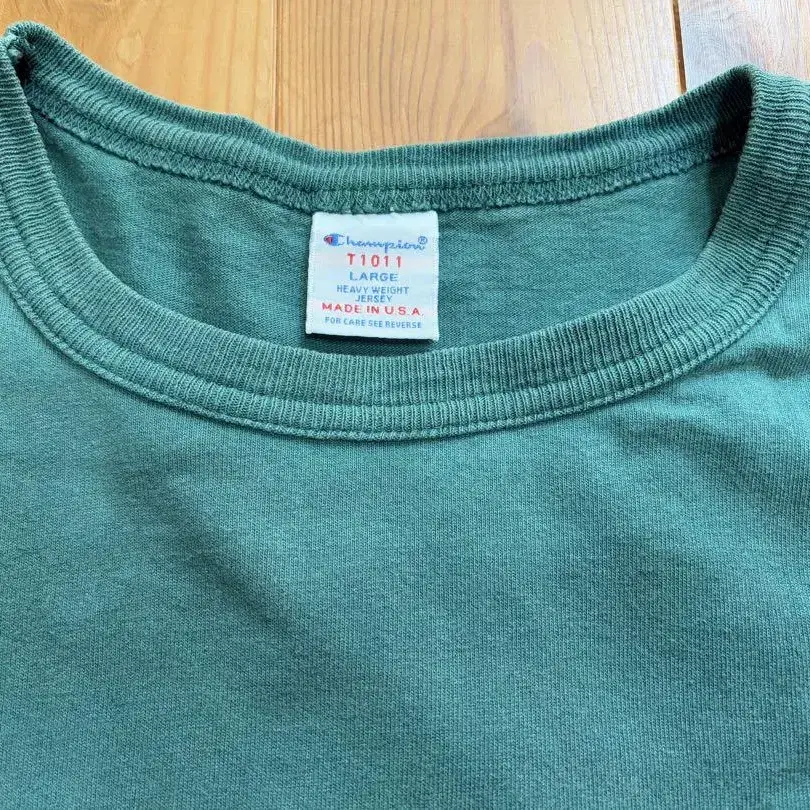 Champion®
T1011
LARGE
HEAVY WEIGHT
JERSEY
MADE IN U.S.A.
FOR CARE SEE REVERSE